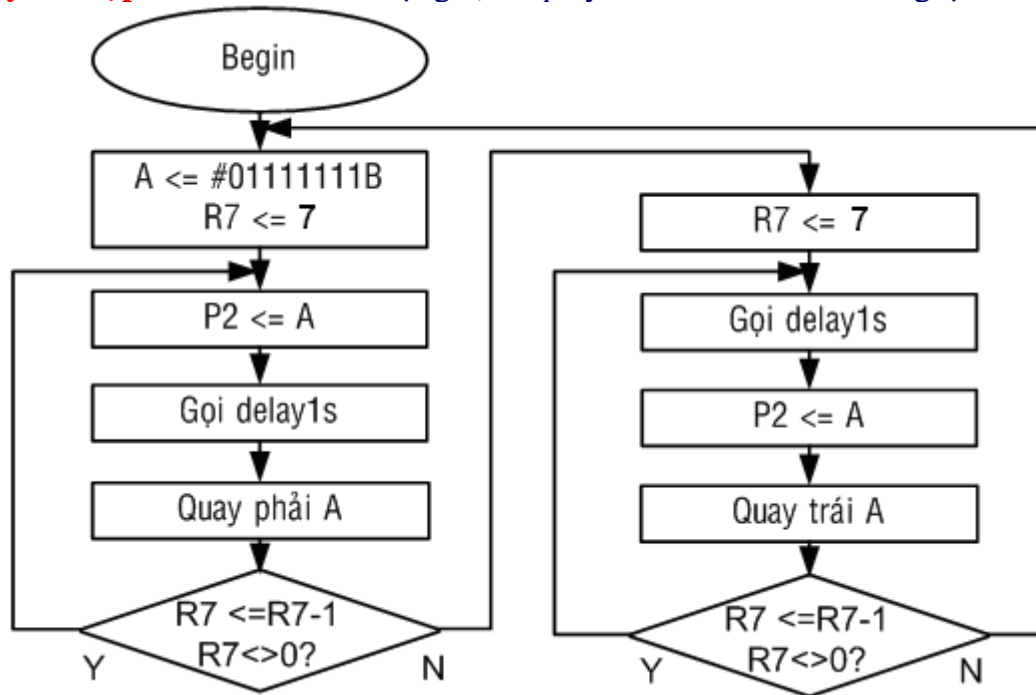 Begin
A <= #01111111B
R7 <= 7
P2 <= A
Gọi delay1s
Quay phải A
R7 <=R7-1
R7<>0?
Y
N
R7 <= 7
Gọi delay1s
P2 <= A
Quay trái A
R7 <=R7-1
R7<>0?
Y
N